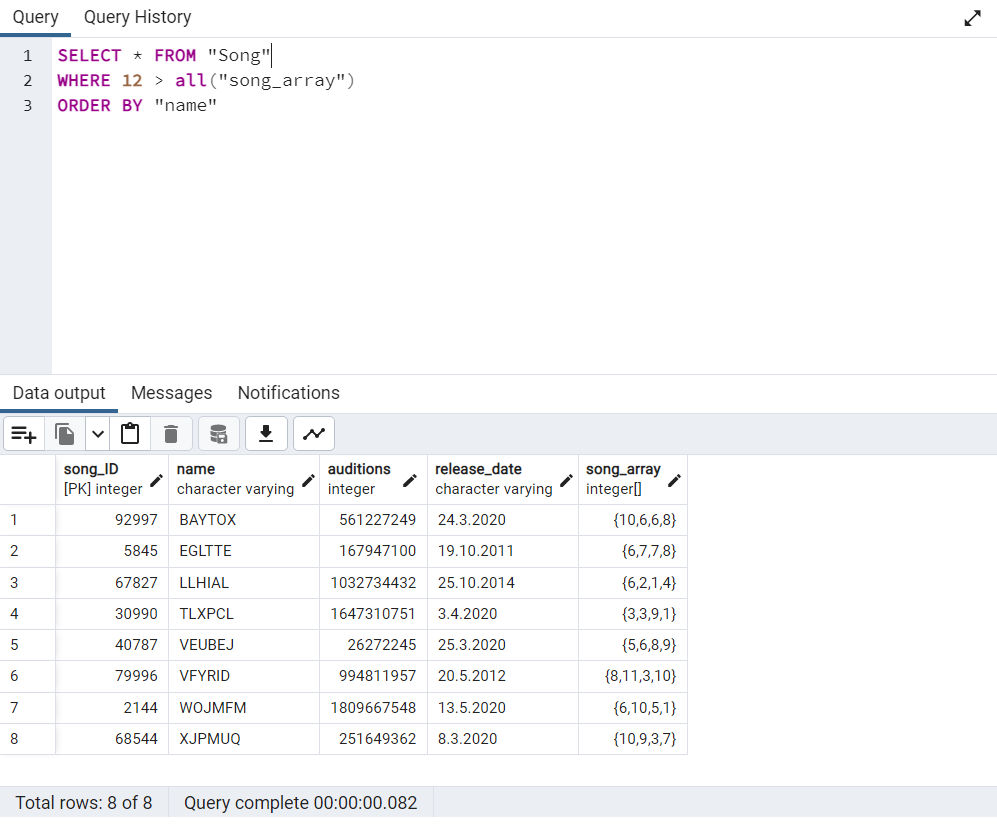 Query Query History
1 SELECT * FROM "Song"
2 WHERE 12 > all("song_array")
3 ORDER BY "name"
Data output Messages Notifications
song_ID name auditions release_date song_array
[PK] integer character varying integer character varying integer[]
1 92997 BAYTOX 561227249 24.3.2020 {10,6,6,8}
2 5845 EGLTTE 167947100 19.10.2011 {6,7,7,8}
3 67827 LLHIAL 1032734432 25.10.2014 {6,2,1,4}
4 30990 TLXPCL 1647310751 3.4.2020 {3,3,9,1}
5 40787 VEUBEJ 26272245 25.3.2020 {5,6,8,9}
6 79996 VFYRID 994811957 20.5.2012 {8,11,3,10}
7 2144 WOJMFM 1809667548 13.5.2020 {6,10,5,1}
8 68544 XJPMUQ 251649362 8.3.2020 {10,9,3,7}
Total rows: 8 of 8 Query complete 00:00:00.082